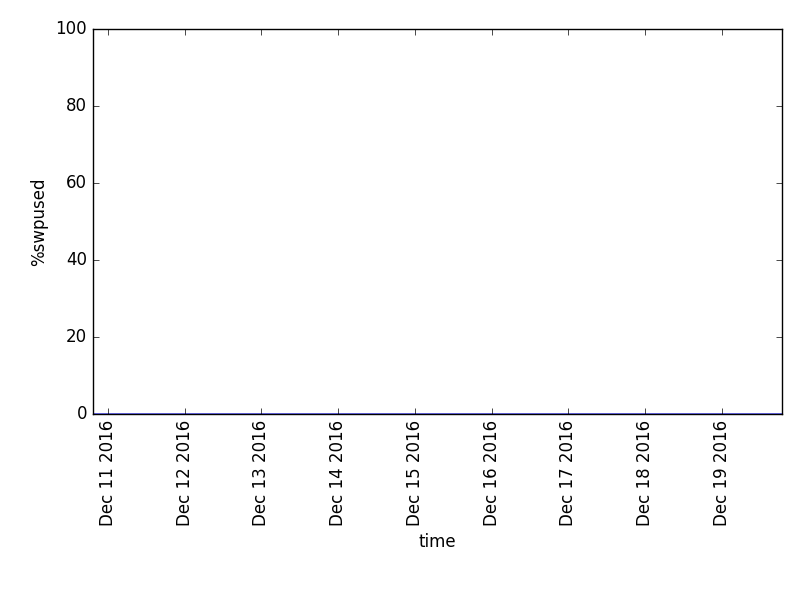 100
80
60
40
20
0
%swpused
Dec 11 2016
Dec 12 2016
Dec 13 2016
Dec 14 2016
Dec 15 2016
Dec 16 2016
Dec 17 2016
Dec 18 2016
Dec 19 2016
time